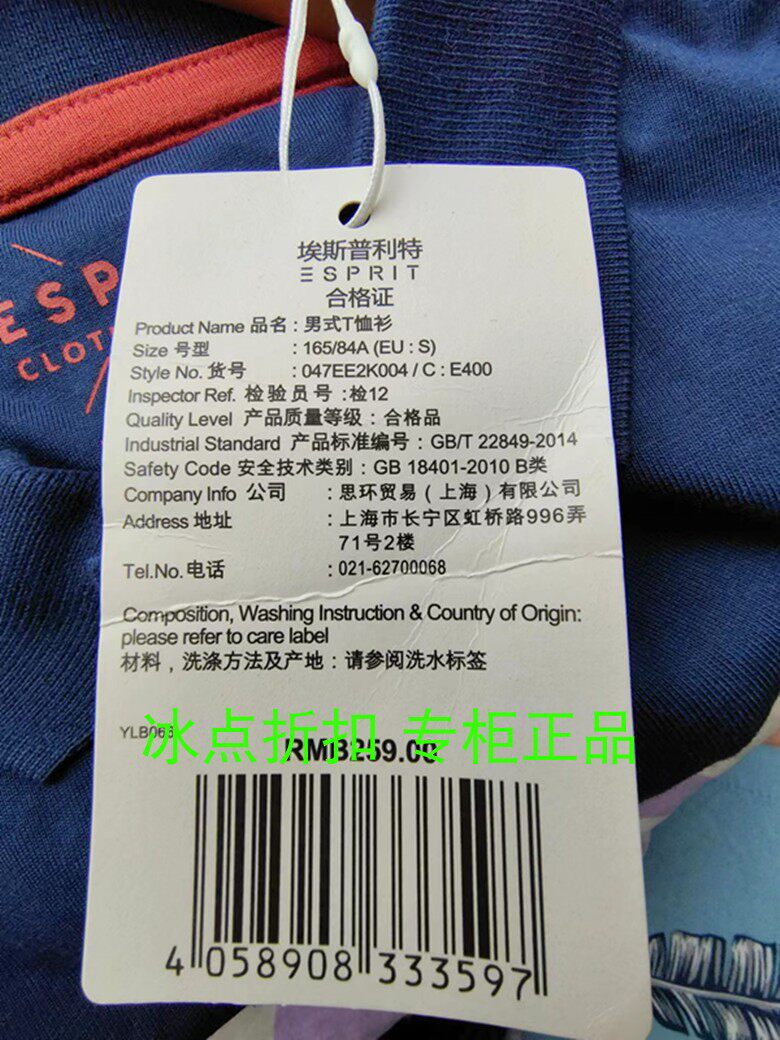 ESP
CLOTH
埃斯普利特
ESPRIT
合格证
Product Name 品名：男式T恤衫
Size 号型 : 165/84A (EU : S)
Style No. 货号 : 047EE2K004 / C : E400
Inspector Ref. 检验员号 :检12
Quality Level 产品质量等级：合格品
Industrial Standard 产品标准编号：GB/T 22849-2014
Safety Code 安全技术类别：GB 18401-2010 B类
Company Info 公司 : 思环贸易（上海）有限公司
Address 地址 : 上海市长宁区虹桥路996弄
71号2楼
Tel.No. 电话 : 021-62700068
Composition, Washing Instruction & Country of Origin:
please refer to care label
材料，洗涤方法及产地：请参阅洗水标签
冰点折扣 专柜正品
RMB259.00
4 058908 333597